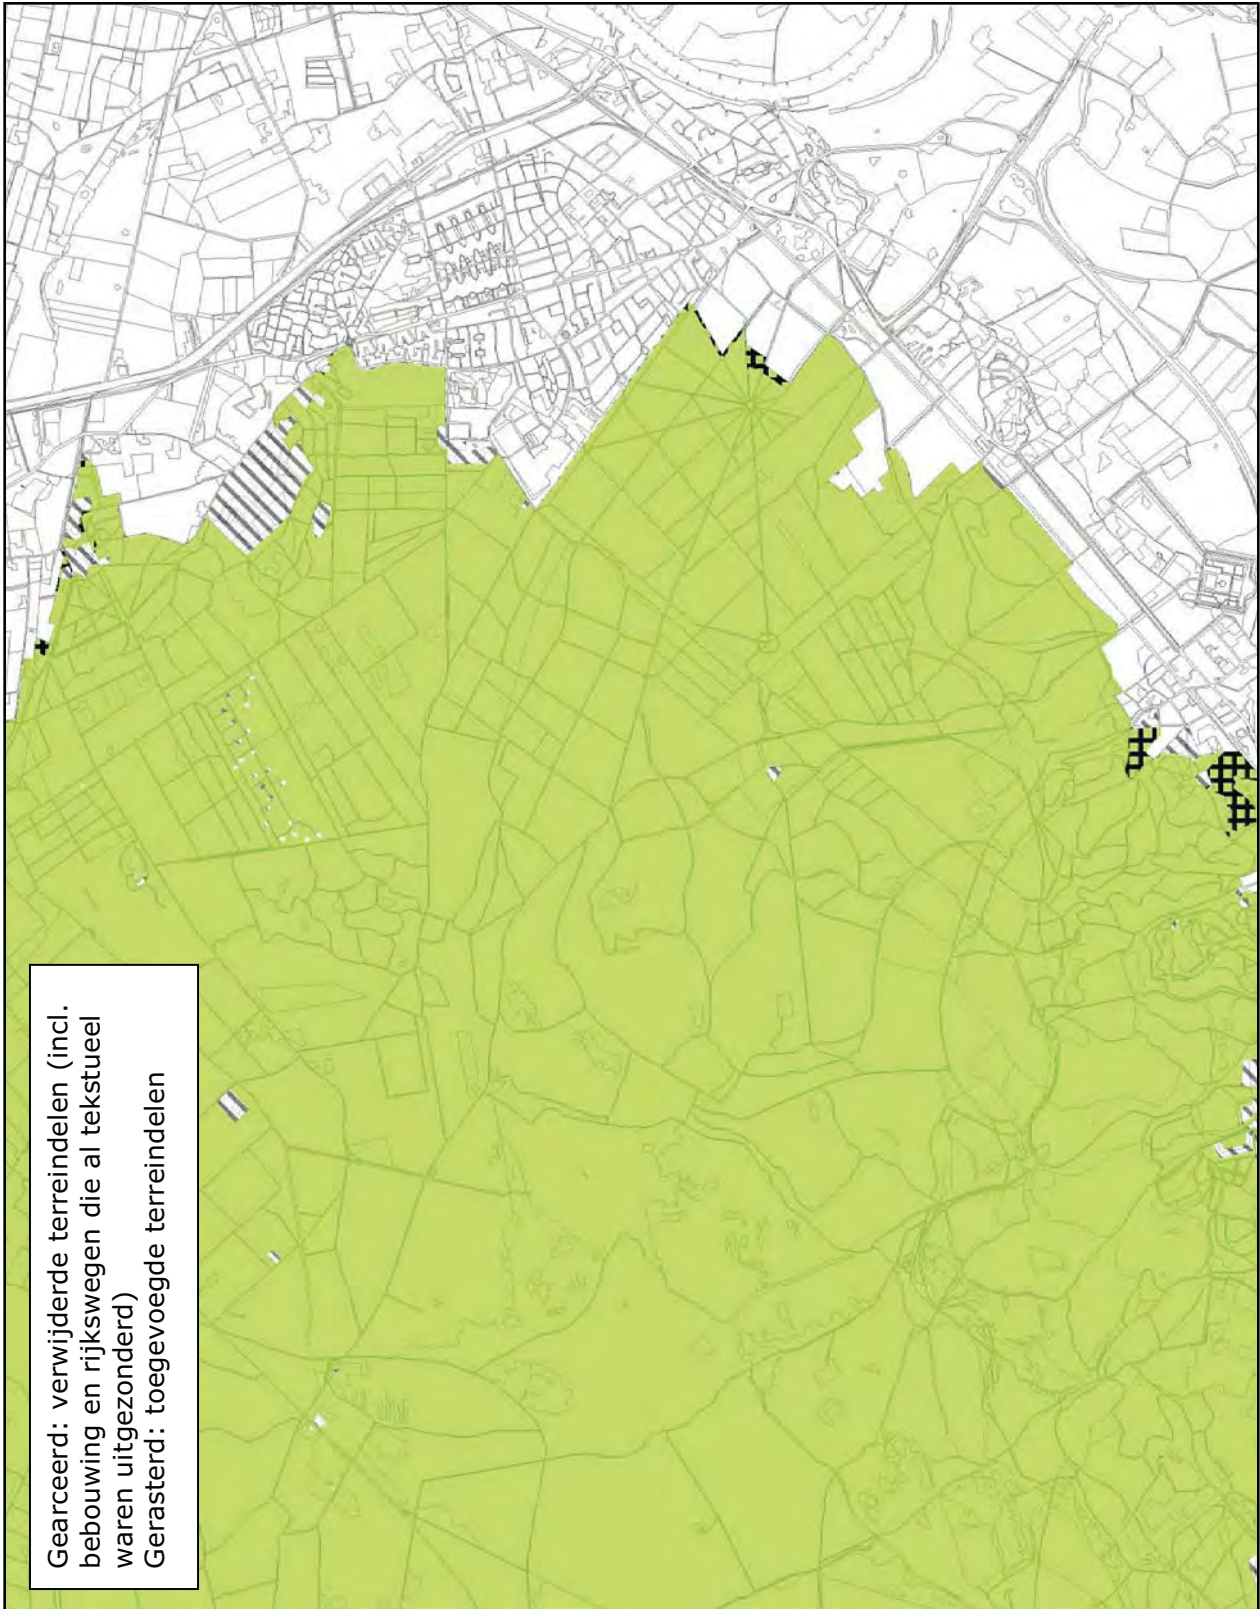 Gearceerd: verwijderde terreindelen (incl.
bebouwing en rijkswegen die al tekstueel
waren uitgezonderd)
Gerasterd: toegevoegde terreindelen